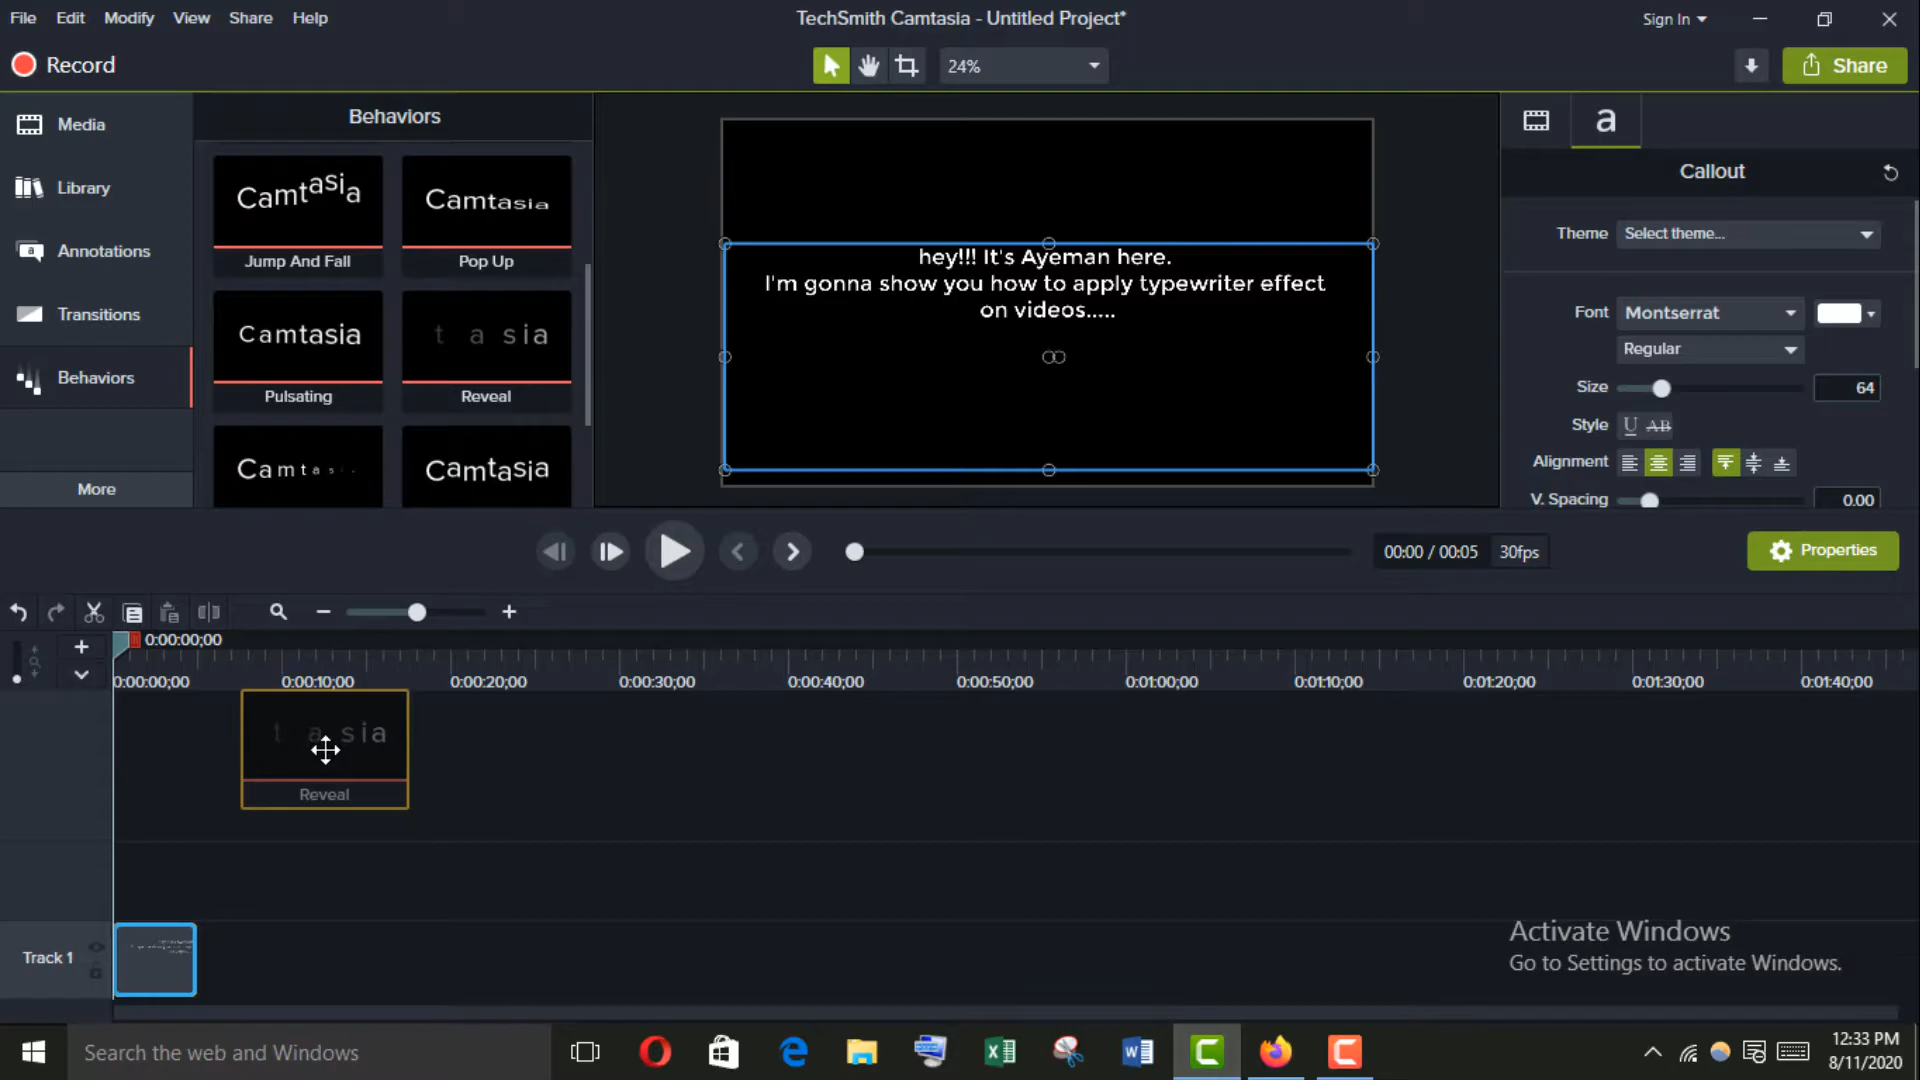 File Edit Modify View Share Help
TechSmith Camtasia - Untitled Project*
Sign In
Record
24%
Share
Media
Library
Annotations
Transitions
Behaviors
More
Behaviors
Camtasia
Jump And Fall
Camtasia
Pop Up
Camtasia
Pulsating
t a sia
Reveal
Camtas
Camtasia
hey!!! It's Ayeman here.
I'm gonna show you how to apply typewriter effect
on videos.....
a
Callout
Theme Select theme...
Font Montserrat
Regular
Size 64
Style U AB
Alignment
V. Spacing 0.00
00:00 / 00:05 30fps
Properties
0:00:00;00
0:00:00;00 0:00:10;00 0:00:20;00 0:00:30;00 0:00:40;00 0:00:50;00 0:01:00;00 0:01:10;00 0:01:20;00 0:01:30;00 0:01:40;00
t a sia
Reveal
Track 1
Activate Windows
Go to Settings to activate Windows.
Search the web and Windows
12:33 PM
8/11/2020